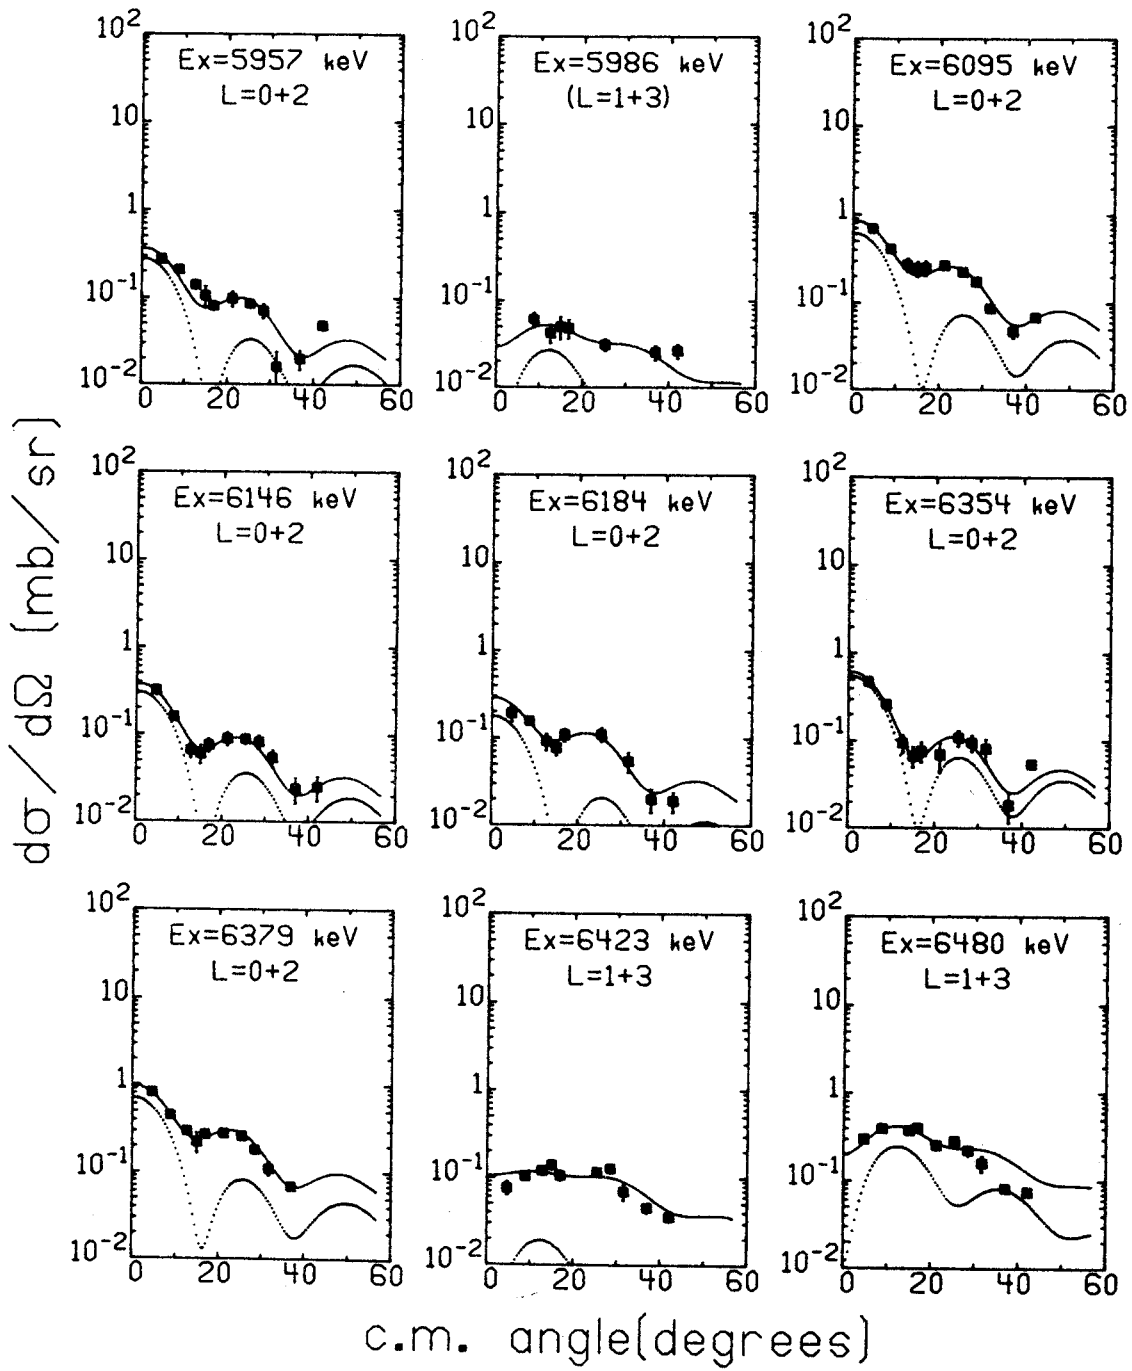 10²
10
1
10⁻¹
10⁻²
0 20 40 60
Ex=5957 keV
L=0+2
10²
10
1
10⁻¹
10⁻²
0 20 40 60
Ex=5986 keV
(L=1+3)
10²
10
1
10⁻¹
10⁻²
0 20 40 60
Ex=6095 keV
L=0+2
10²
10
1
10⁻¹
10⁻²
0 20 40 60
Ex=6146 keV
L=0+2
10²
10
1
10⁻¹
10⁻²
0 20 40 60
Ex=6184 keV
L=0+2
10²
10
1
10⁻¹
10⁻²
0 20 40 60
Ex=6354 keV
L=0+2
10²
10
1
10⁻¹
10⁻²
0 20 40 60
Ex=6379 keV
L=0+2
10²
10
1
10⁻¹
10⁻²
0 20 40 60
Ex=6423 keV
L=1+3
10²
10
1
10⁻¹
10⁻²
0 20 40 60
Ex=6480 keV
L=1+3
dσ/dΩ (mb/sr)
c.m. angle(degrees)